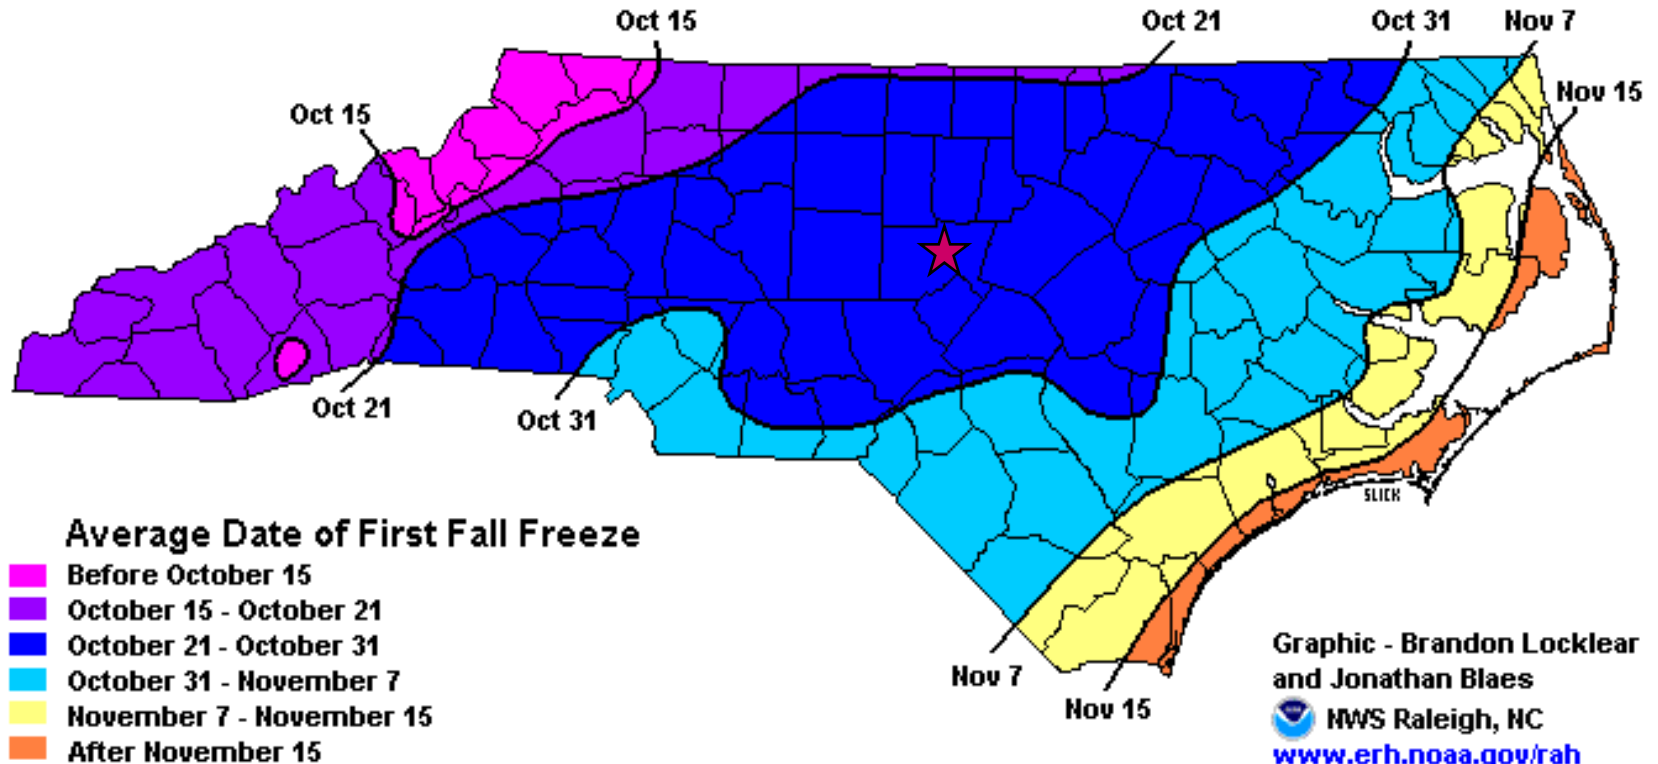 Oct 15
Oct 21
Oct 31
Nov 7
Nov 15
Oct 15
Oct 21
Oct 31
SLICK
Average Date of First Fall Freeze
Before October 15
October 15 - October 21
October 21 - October 31
October 31 - November 7
November 7 - November 15
After November 15
Nov 7
Nov 15
Graphic - Brandon Locklear
and Jonathan Blaes
NWS Raleigh, NC
www.erh.noaa.gov/rah